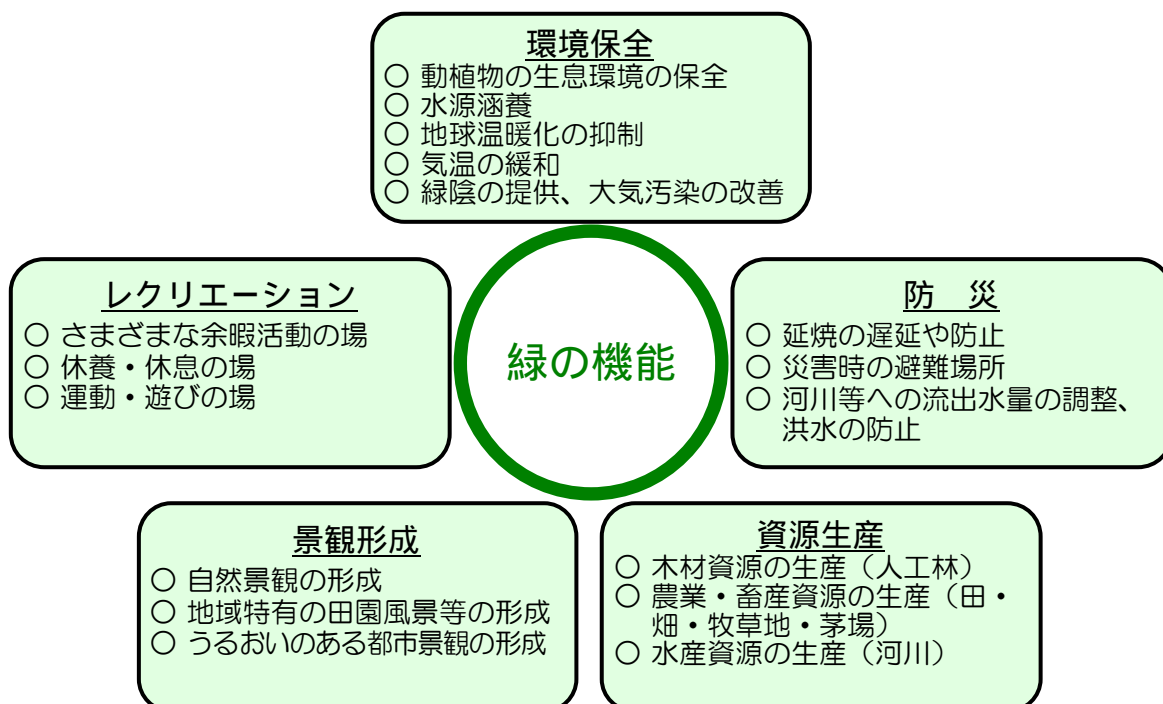 環境保全
○ 動植物の生息環境の保全
○ 水源涵養
○ 地球温暖化の抑制
○ 気温の緩和
○ 緑陰の提供、大気汚染の改善
レクリエーション
○ さまざまな余暇活動の場
○ 休養・休息の場
○ 運動・遊びの場
緑の機能
防　災
○ 延焼の遅延や防止
○ 災害時の避難場所
○ 河川等への流出水量の調整、
洪水の防止
景観形成
○ 自然景観の形成
○ 地域特有の田園風景等の形成
○ うるおいのある都市景観の形成
資源生産
○ 木材資源の生産（人工林）
○ 農業・畜産資源の生産（田・
畑・牧草地・茅場）
○ 水産資源の生産（河川）